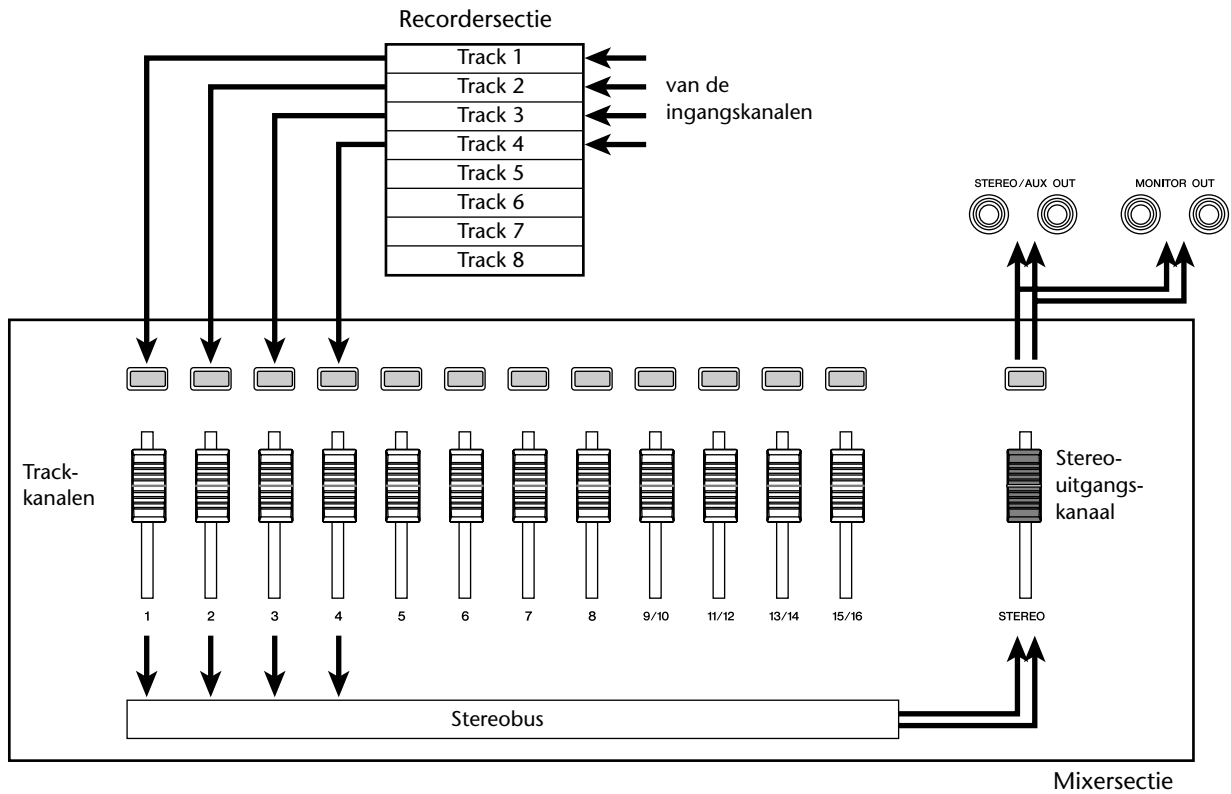 Recordersectie
Track 1
Track 2
Track 3
Track 4
Track 5
Track 6
Track 7
Track 8
van de
ingangskanalen
STEREO/AUX OUT
MONITOR OUT
Track-
kanalen
Stereo-
uitgangs-
kanaal
1 2 3 4 5 6 7 8 9/10 11/12 13/14 15/16 STEREO
Stereobus
Mixersectie